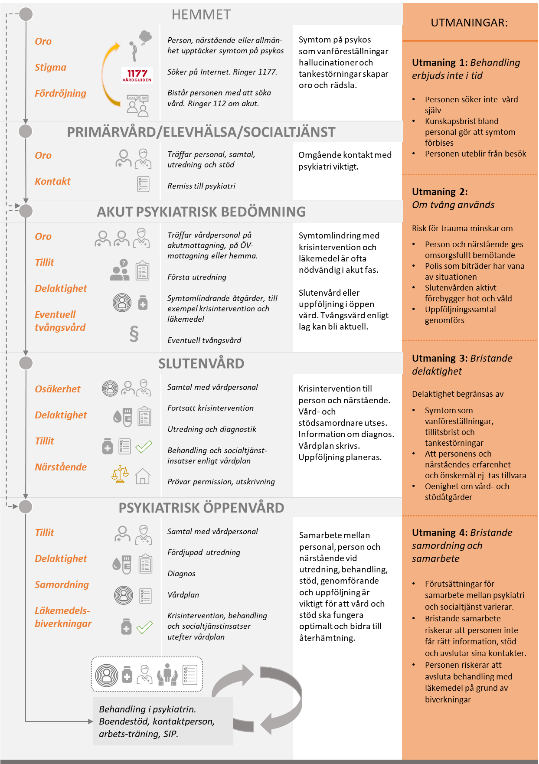 HEMMET
Oro
Stigma
Fördröjning
1177
VÅRDGUIDEN
Person, närstående eller allmän-
het upptäcker symtom på psykos
Söker på Internet. Ringer 1177.
Bistår personen med att söka
vård. Ringer 112 om akut.
Symtom på psykos
som vanföreställningar
hallucinationer och
tankestörningar skapar
oro och rädsla.
PRIMÄRVÅRD/ELEVHÄLSA/SOCIALTJÄNST
Oro
Kontakt
Träffar personal, samtal,
utredning och stöd
Remiss till psykiatri
Omgående kontakt med
psykiatri viktigt.
AKUT PSYKIATRISK BEDÖMNING
Oro
Tillit
Delaktighet
Eventuell
tvångsvård
§
Träffar vårdpersonal på
akutmottagning, på ÖV-
mottagning eller hemma.
Första utredning
Symtomlindrande åtgärder, till
exempel krisintervention och
läkemedel
Eventuell tvångsvård
Symtomlindring med
krisintervention och
läkemedel är ofta
nödvändig i akut fas.
Slutenvård eller
uppföljning i öppen
vård. Tvångsvård enligt
lag kan bli aktuell.
SLUTENVÅRD
Osäkerhet
Delaktighet
Tillit
Närstående
Samtal med vårdpersonal
Fortsatt krisintervention
Utredning och diagnostik
Behandling och socialtjänst-
insatser enligt vårdplan
Prövar permission, utskrivning
Krisintervention till
person och närstående.
Vård- och
stödsamordnare utses.
Information om diagnos.
Vårdplan skrivs.
Uppföljning planeras.
PSYKIATRISK ÖPPENVÅRD
Tillit
Delaktighet
Samordning
Läkemedels-
biverkningar
Samtal med vårdpersonal
Fördjupad utredning
Diagnos
Vårdplan
Krisintervention, behandling
och socialtjänstinsatser
utefter vårdplan
Samarbete mellan
personal, person och
närstående vid
utredning, behandling,
stöd, genomförande
och uppföljning är
viktigt för att vård och
stöd ska fungera
optimalt och bidra till
återhämtning.
Behandling i psykiatrin.
Boendestöd, kontaktperson,
arbets-träning, SIP.
UTMANINGAR:
Utmaning 1: Behandling
erbjuds inte i tid
• Personen söker inte vård
själv
• Kunskapsbrist bland
personal gör att symtom
förbises
• Personen uteblir från besök
Utmaning 2:
Om tvång används
Risk för trauma minskar om
• Person och närstående ges
omsorgsfullt bemötande
• Polis som biträder har vana
av situationen
• Slutenvården aktivt
förebygger hot och våld
• Uppföljningssamtal
genomförs
Utmaning 3: Bristande
delaktighet
Delaktighet begränsas av
• Symtom som
vanföreställningar,
tillitsbrist och
tankestörningar
• Att personens och
närståendes erfarenhet
och önskemål ej tas tillvara
• Oenighet om vård- och
stödåtgärder
Utmaning 4: Bristande
samordning och
samarbete
• Förutsättningar för
samarbete mellan psykiatri
och socialtjänst varierar.
• Bristande samarbete
riskerar att personen inte
får rätt information, stöd
och avslutar sina kontakter.
• Personen riskerar att
avsluta behandling med
läkemedel på grund av
biverkningar